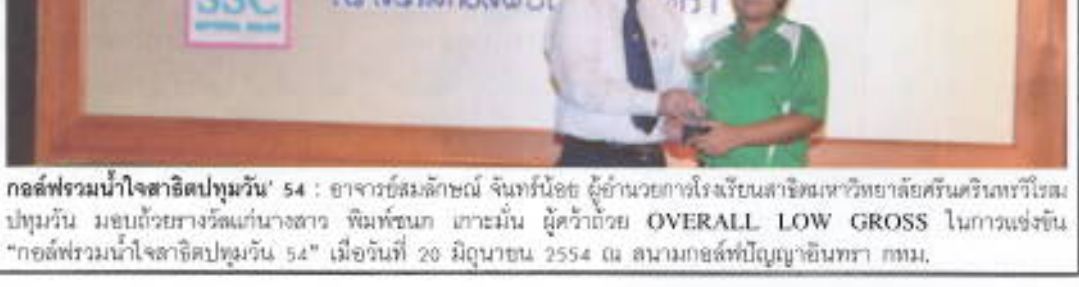 SSC
กอล์ฟรวมน้ำใจสาธิตปทุมวัน' 54 : อาจารย์สมลักษณ์ จันทร์น้อย ผู้อำนวยการโรงเรียนสาธิตมหาวิทยาลัยศรีนครินทรวิโรฒ
ปทุมวัน มอบถ้วยรางวัลแก่นางสาว พิมพ์ชนก เกาะมั่น ผู้คว้าถ้วย OVERALL LOW GROSS ในการแข่งขัน
"กอล์ฟรวมน้ำใจสาธิตปทุมวัน 54" เมื่อวันที่ 20 มิถุนายน 2554 ณ สนามกอล์ฟปัญญาอินทรา กทม.